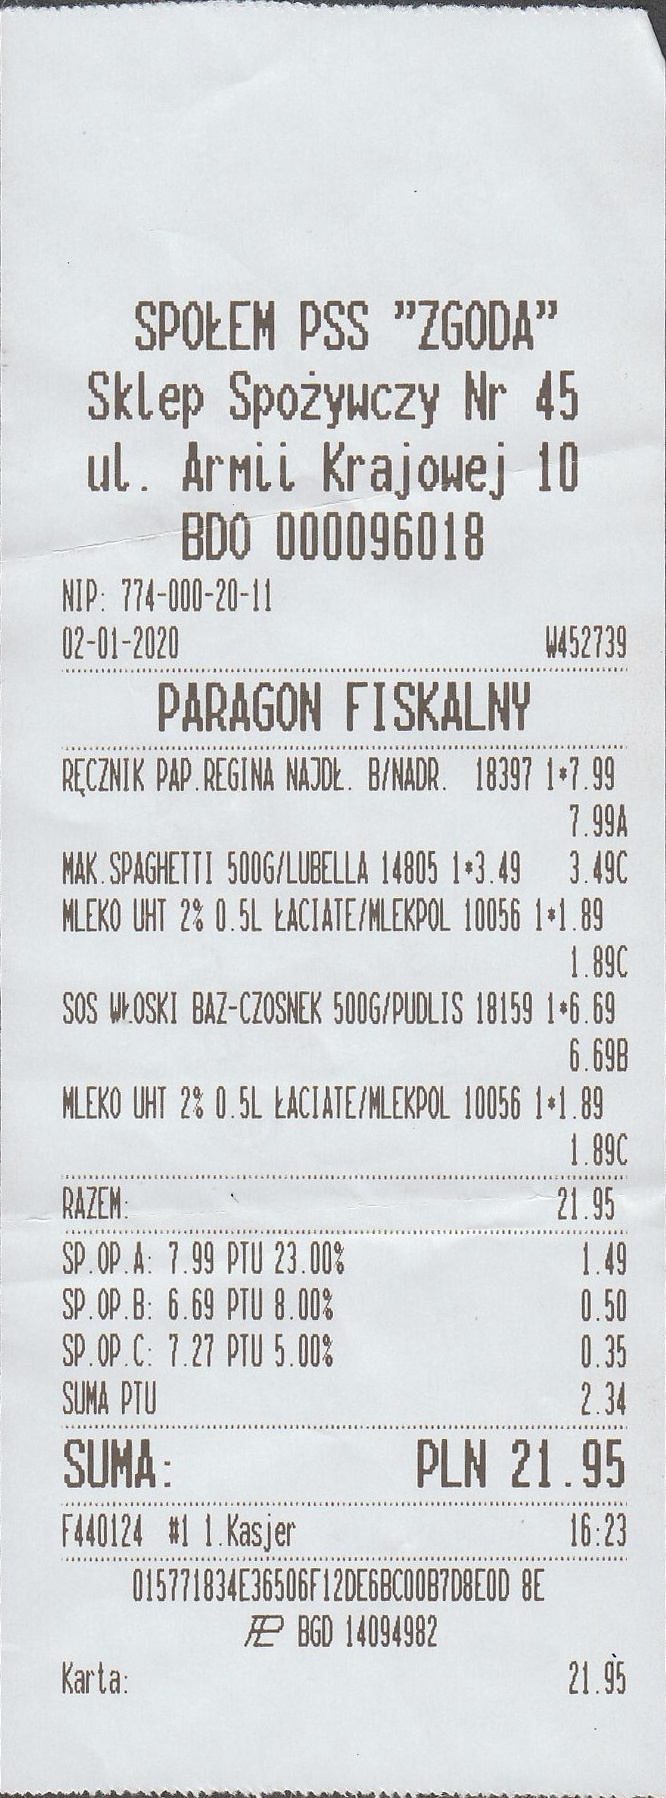 SPOŁEM PSS "ZGODA"
Sklep Spożywczy Nr 45
ul. Armii Krajowej 10
BDO 000096018
NIP: 774-000-20-11
02-01-2020 W452739
PARAGON FISKALNY
RĘCZNIK PAP.REGINA NAJDŁ. B/NADR. 18397 1*7.99
7.99A
MAK.SPAGHETTI 500G/LUBELLA 14805 1*3.49 3.49C
MLEKO UHT 2% 0.5L ŁACIATE/MLEKPOL 10056 1*1.89
1.89C
SOS WŁOSKI BAZ-CZOSNEK 500G/PUDLIS 18159 1*6.69
6.69B
MLEKO UHT 2% 0.5L ŁACIATE/MLEKPOL 10056 1*1.89
1.89C
RAZEM: 21.95
SP.OP.A: 7.99 PTU 23.00% 1.49
SP.OP.B: 6.69 PTU 8.00% 0.50
SP.OP.C: 7.27 PTU 5.00% 0.35
SUMA PTU 2.34
SUMA: PLN 21.95
F440124 #1 1.Kasjer 16:23
015771834E36506F12DE6BC00B7D8E0D 8E
BGD 14094982
Karta: 21.95